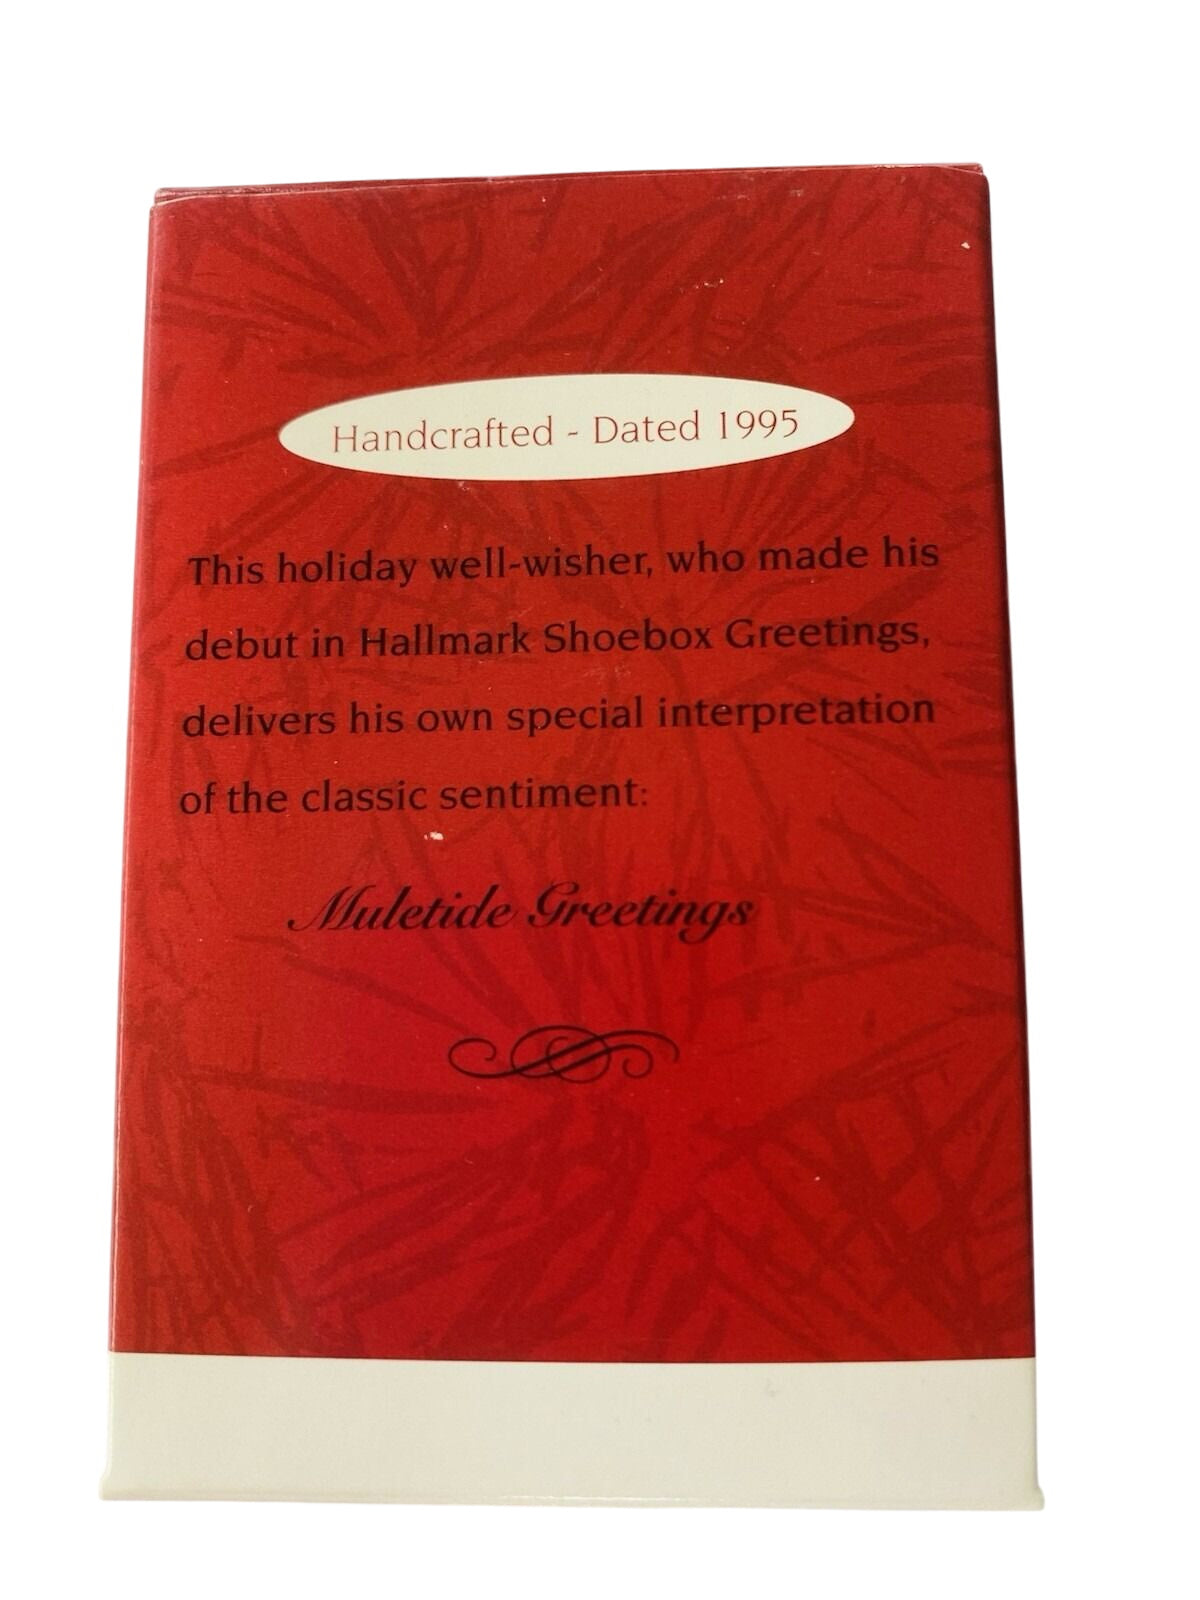 Handcrafted - Dated 1995
This holiday well-wisher, who made his
debut in Hallmark Shoebox Greetings,
delivers his own special interpretation
of the classic sentiment:
Muletide Greetings